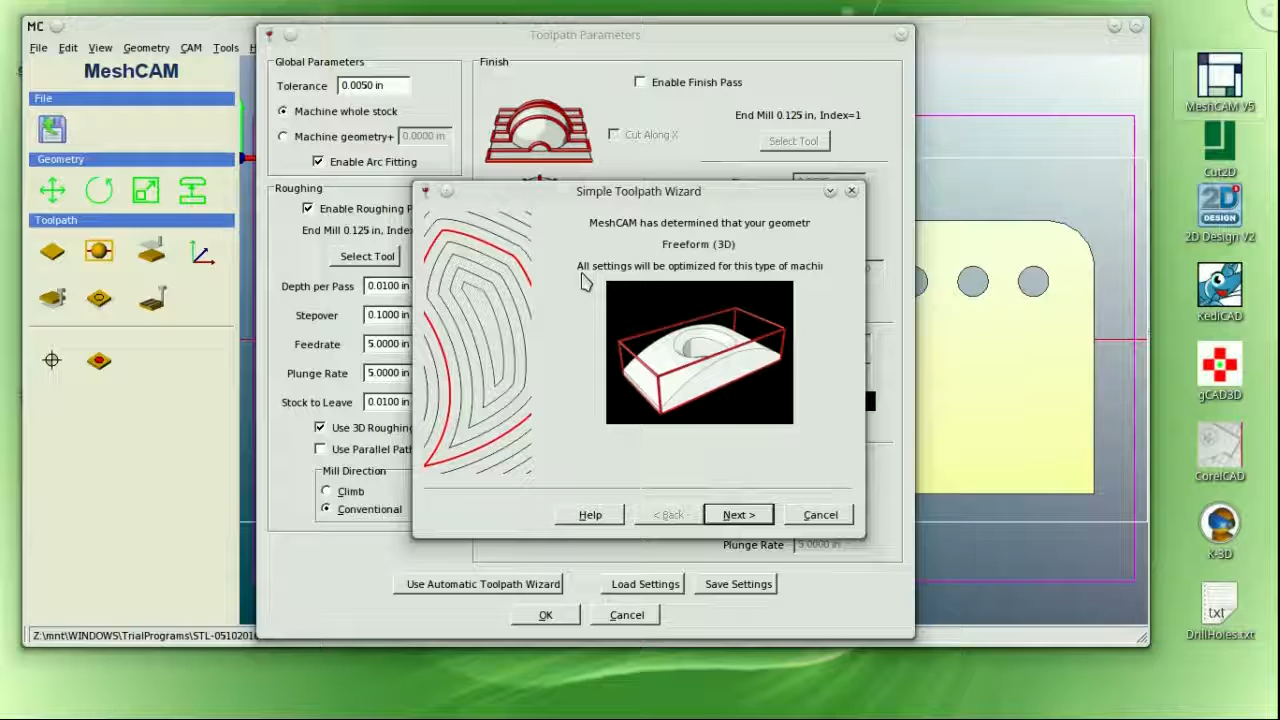 MC
File Edit View Geometry CAM Tools H
MeshCAM
File
Geometry
Toolpath
Z:\mnt\WINDOWS\TrialPrograms\STL-0510201
Toolpath Parameters
Global Parameters
Tolerance 0.0050 in
Machine whole stock
Machine geometry+ 0.0000 in
Enable Arc Fitting
Roughing
Enable Roughing P
End Mill 0.125 in, Index
Select Tool
Depth per Pass 0.0100 in
Stepover 0.1000 in
Feedrate 5.0000 in
Plunge Rate 5.0000 in
Stock to Leave 0.0100 in
Use 3D Roughing
Use Parallel Path
Mill Direction
Climb
Conventional
Finish
Enable Finish Pass
End Mill 0.125 in, Index=1
Cut Along X
Select Tool
Plunge Rate 5.0000 in
Use Automatic Toolpath Wizard Load Settings Save Settings
OK Cancel
Simple Toolpath Wizard
MeshCAM has determined that your geometr
Freeform (3D)
All settings will be optimized for this type of machi
Help < Back Next > Cancel
MeshCAM V5
Cut2D
2D
DESIGN
2D Design V2
KediCAD
gCAD3D
CorelCAD
K-3D
txt
DrillHoles.txt